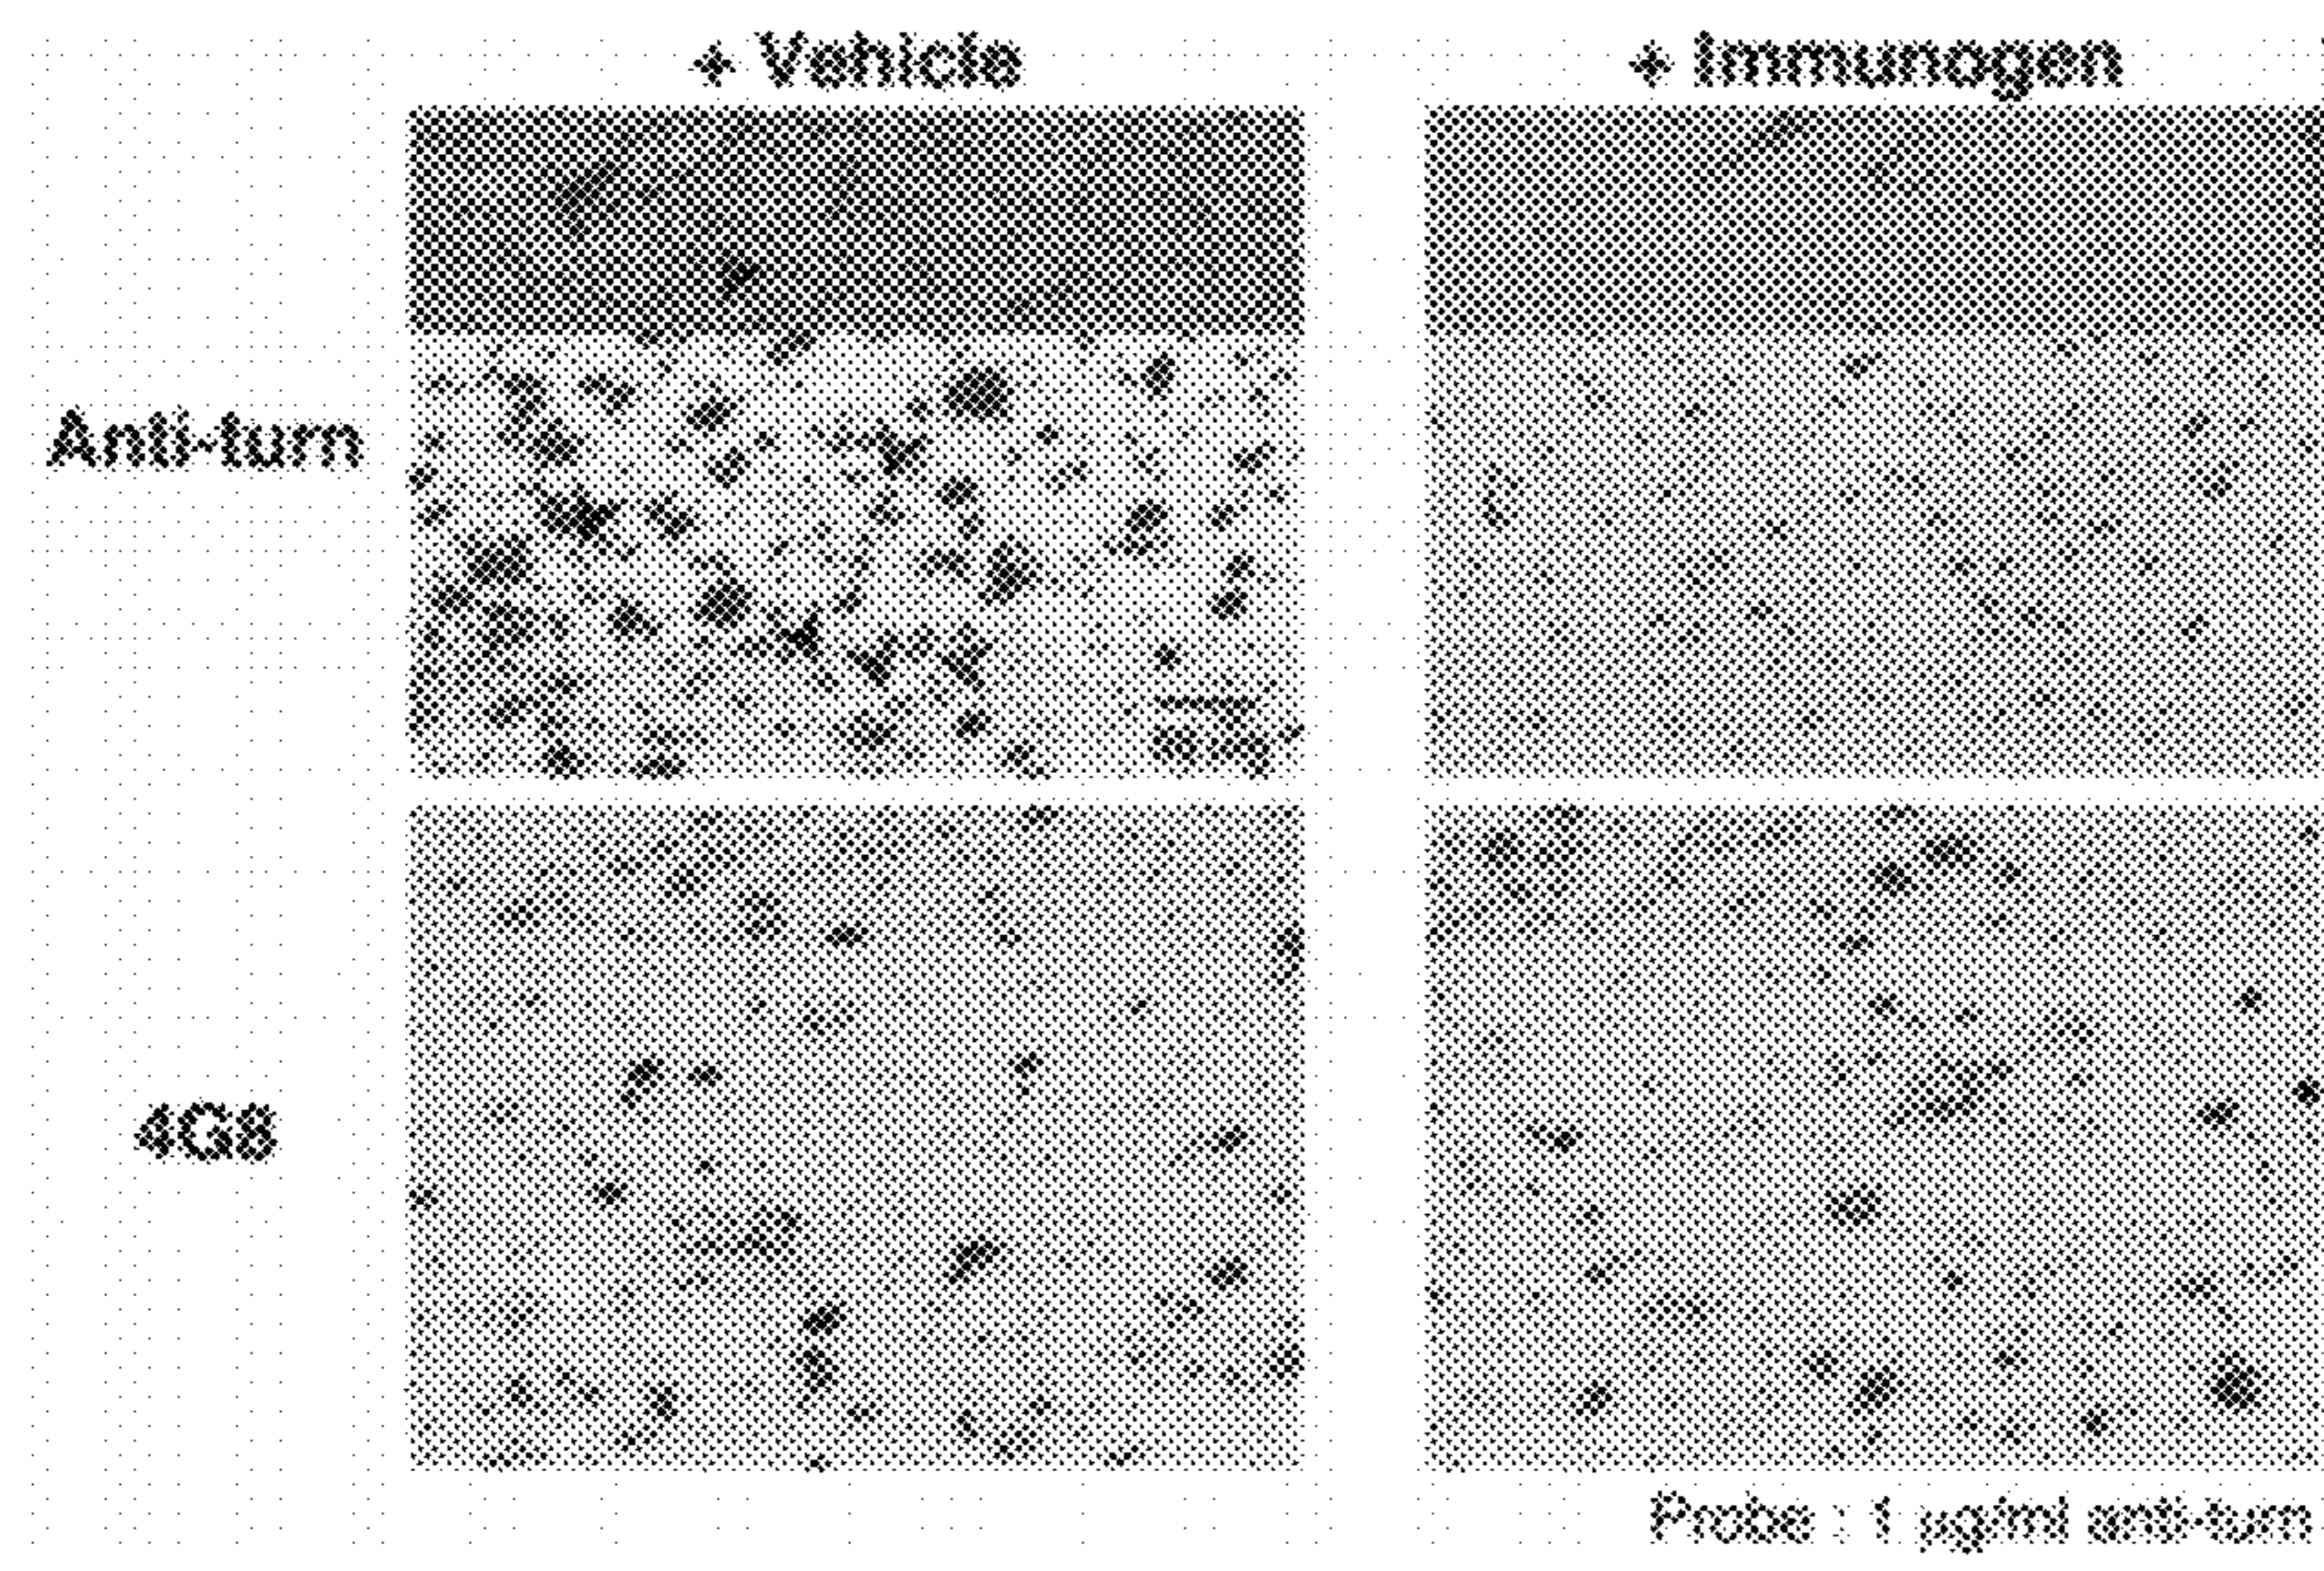 + Vehicle
+ Immunogen
Anti-turn
4G8
Probe : 1 µg/ml anti-turn